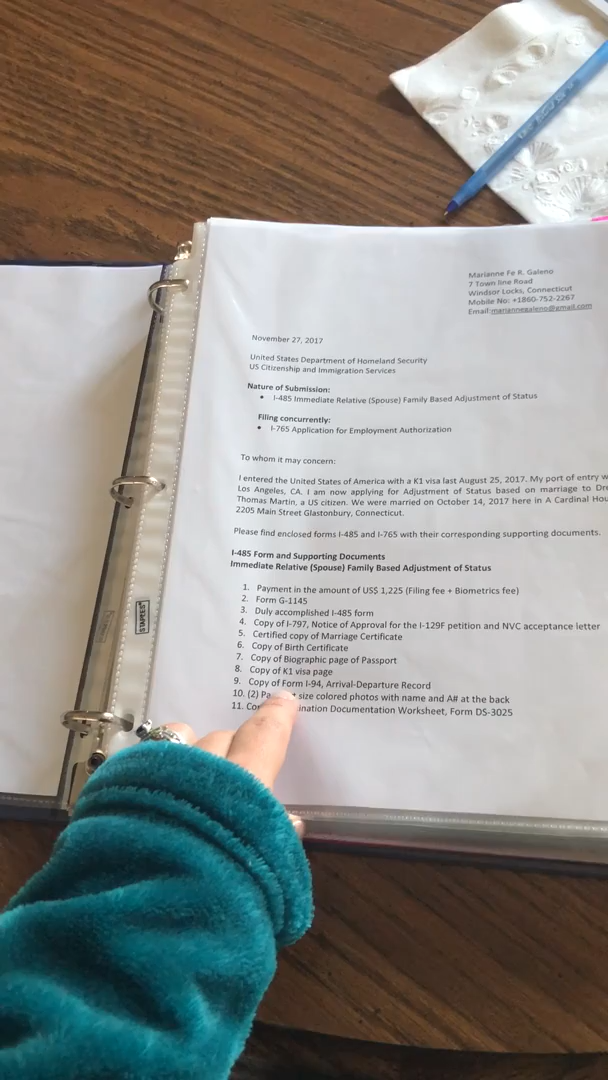 Marianne Fe R. Galeno
7 Town line Road
Windsor Locks, Connecticut
Mobile No: +1860-752-2267
Email:mariannegaleno@gmail.com
November 27, 2017
United States Department of Homeland Security
US Citizenship and Immigration Services
Nature of Submission:
• I-485 Immediate Relative (Spouse) Family Based Adjustment of Status
Filing concurrently:
• I-765 Application for Employment Authorization
To whom it may concern:
I entered the United States of America with a K1 visa last August 25, 2017. My port of entry w
Los Angeles, CA. I am now applying for Adjustment of Status based on marriage to Dre
Thomas Martin, a US citizen. We were married on October 14, 2017 here in A Cardinal Hou
2205 Main Street Glastonbury, Connecticut.
Please find enclosed forms I-485 and I-765 with their corresponding supporting documents.
I-485 Form and Supporting Documents
Immediate Relative (Spouse) Family Based Adjustment of Status
1. Payment in the amount of US$ 1,225 (Filing fee + Biometrics fee)
2. Form G-1145
3. Duly accomplished I-485 form
4. Copy of I-797, Notice of Approval for the I-129F petition and NVC acceptance letter
5. Certified copy of Marriage Certificate
6. Copy of Birth Certificate
7. Copy of Biographic page of Passport
8. Copy of K1 visa page
9. Copy of Form I-94, Arrival-Departure Record
10. (2) Pa t size colored photos with name and A# at the back
11. Co ination Documentation Worksheet, Form DS-3025
STAPLES